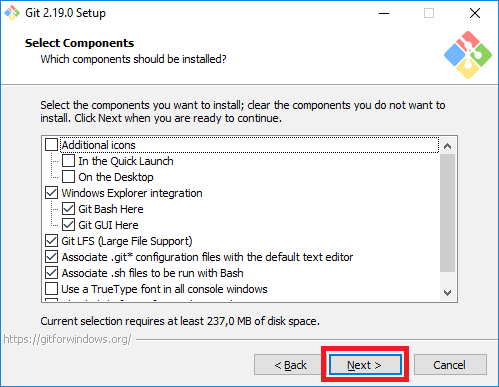 Git 2.19.0 Setup
Select Components
Which components should be installed?
Select the components you want to install; clear the components you do not want to
install. Click Next when you are ready to continue.
Additional icons
In the Quick Launch
On the Desktop
Windows Explorer integration
Git Bash Here
Git GUI Here
Git LFS (Large File Support)
Associate .git* configuration files with the default text editor
Associate .sh files to be run with Bash
Use a TrueType font in all console windows
Current selection requires at least 237,0 MB of disk space.
https://gitforwindows.org/
< Back
Next >
Cancel